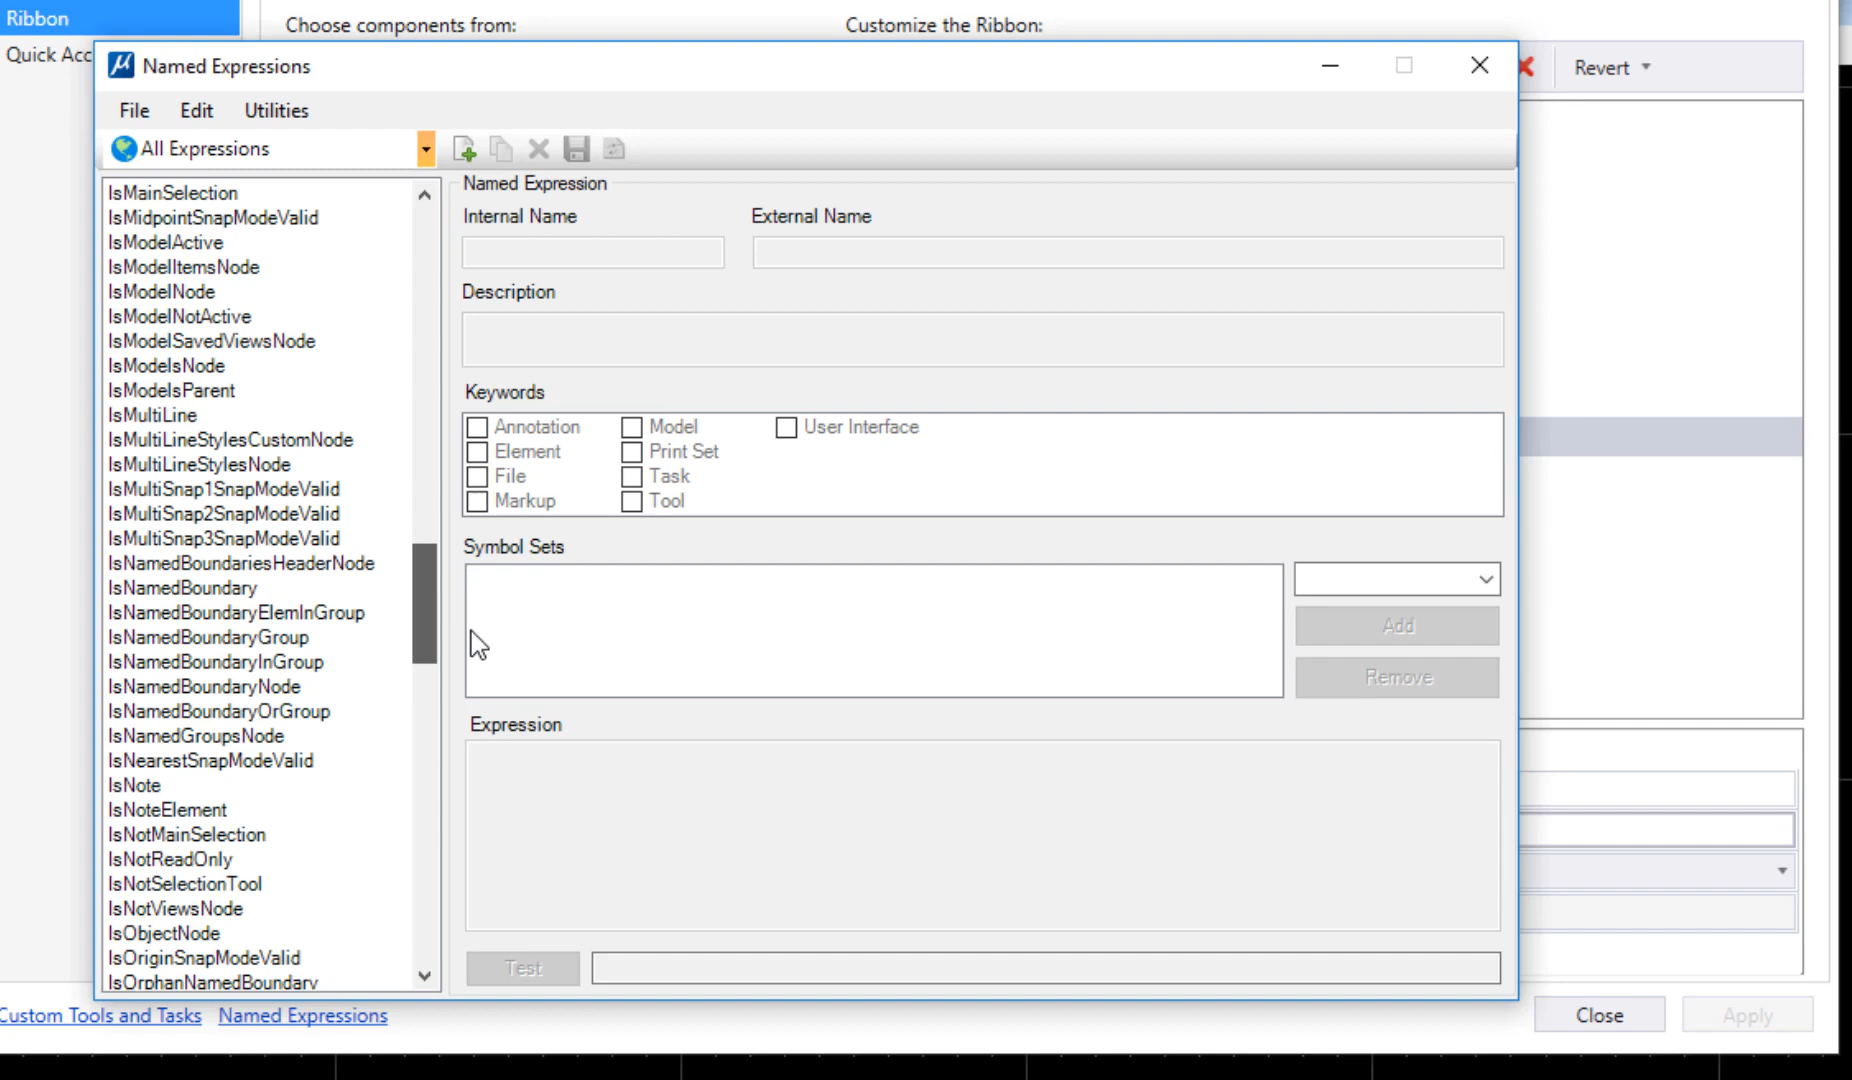 Ribbon
Quick Acc
Choose components from:
Customize the Ribbon:
Revert
Named Expressions
File Edit Utilities
All Expressions
IsMainSelection
IsMidpointSnapModeValid
IsModelActive
IsModelItemsNode
IsModelNode
IsModelNotActive
IsModelSavedViewsNode
IsModelsNode
IsModelsParent
IsMultiLine
IsMultiLineStylesCustomNode
IsMultiLineStylesNode
IsMultiSnap1SnapModeValid
IsMultiSnap2SnapModeValid
IsMultiSnap3SnapModeValid
IsNamedBoundariesHeaderNode
IsNamedBoundary
IsNamedBoundaryElemInGroup
IsNamedBoundaryGroup
IsNamedBoundaryInGroup
IsNamedBoundaryNode
IsNamedBoundaryOrGroup
IsNamedGroupsNode
IsNearestSnapModeValid
IsNote
IsNoteElement
IsNotMainSelection
IsNotReadOnly
IsNotSelectionTool
IsNotViewsNode
IsObjectNode
IsOriginSnapModeValid
IsOrphanNamedBoundary
Named Expression
Internal Name
External Name
Description
Keywords
Annotation Model User Interface
Element Print Set
File Task
Markup Tool
Symbol Sets
Add
Remove
Expression
Test
Custom Tools and Tasks Named Expressions
Close Apply